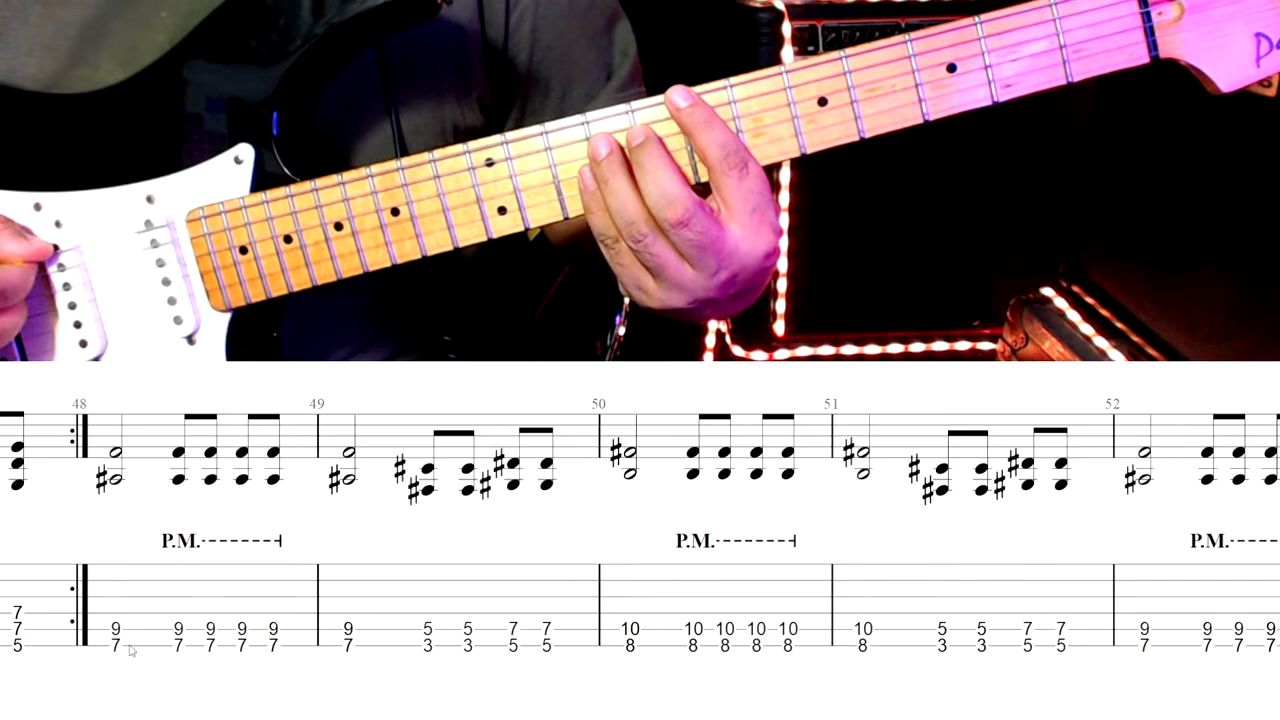 P
48 49 50 51 52
P.M. P.M. P.M.
7
7 9 9 9 9 9 9 5 5 7 7 10 10 10 10 10 10 5 5 7 7 9 9 9 9
5 7 7 7 7 7 7 3 3 5 5 8 8 8 8 8 8 3 3 5 5 7 7 7 7